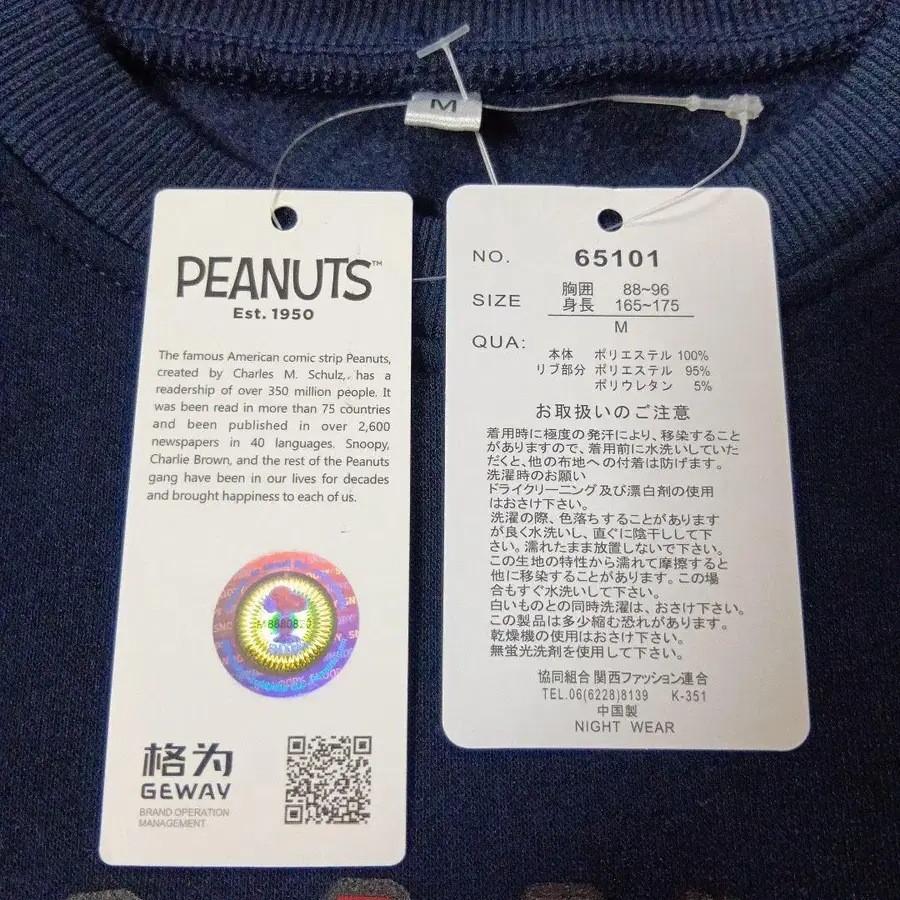 M
PEANUTS™
Est. 1950
The famous American comic strip Peanuts,
created by Charles M. Schulz, has a
readership of over 350 million people. It
was been read in more than 75 countries
and been published in over 2,600
newspapers in 40 languages. Snoopy,
Charlie Brown, and the rest of the Peanuts
gang have been in our lives for decades
and brought happiness to each of us.
格为
GEWAY
BRAND OPERATION
MANAGEMENT
NO. 65101
SIZE 胸囲 88~96
身長 165~175
M
QUA:
本体 ポリエステル 100%
リブ部分 ポリエステル 95%
ポリウレタン 5%
お取扱いのご注意
着用時に極度の発汗により、移染すること
がありますので、着用前に水洗いしていた
だくと、他の布地への付着は防げます。
洗濯時のお願い
ドライクリーニング及び漂白剤の使用
はおさけ下さい。
洗濯の際、色落ちすることがあります
が良く水洗いし、直ぐに陰干しして下
さい。濡れたまま放置しないで下さい。
この生地の特性から濡れて摩擦すると
他に移染することがあります。この場
合もすぐ水洗いして下さい。
白いものとの同時洗濯は、おさけ下さい。
この製品は多少縮む恐れがあります。
乾燥機の使用はおさけ下さい。
無蛍光洗剤を使用して下さい。
協同組合 関西ファッション連合
TEL.06(6228)8139 K-351
中国製
NIGHT WEAR